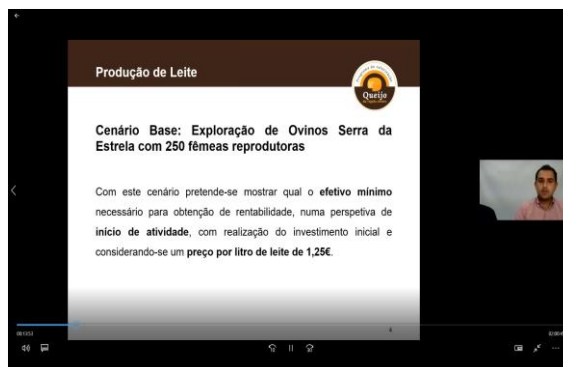 Produção de Leite
Queijo
Cenário Base: Exploração de Ovinos Serra da
Estrela com 250 fêmeas reprodutoras
Com este cenário pretende-se mostrar qual o efetivo mínimo
necessário para obtenção de rentabilidade, numa perspetiva de
início de atividade, com realização do investimento inicial e
considerando-se um preço por litro de leite de 1,25€.